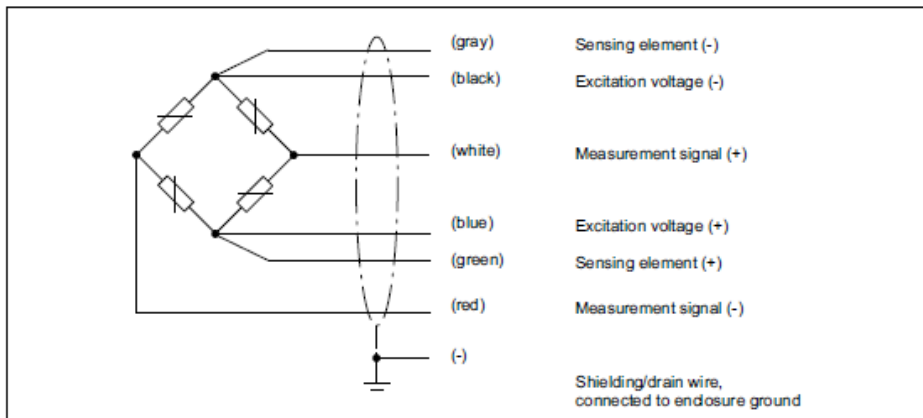 (gray) Sensing element (-)
(black) Excitation voltage (-)
(white) Measurement signal (+)
(blue) Excitation voltage (+)
(green) Sensing element (+)
(red) Measurement signal (-)
(-)
Shielding/drain wire,
connected to enclosure ground